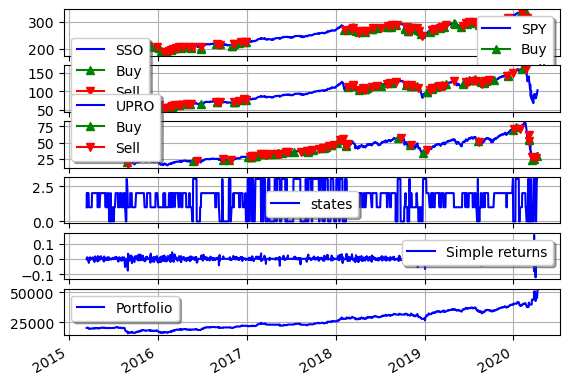 300
200
SPY
Buy
SSO
Buy
Sell
150
100
50
UPRO
Buy
Sell
75
50
25
2.5
0.0
states
0.1
0.0
−0.1
Simple returns
50000
25000
Portfolio
2015
2016
2017
2018
2019
2020